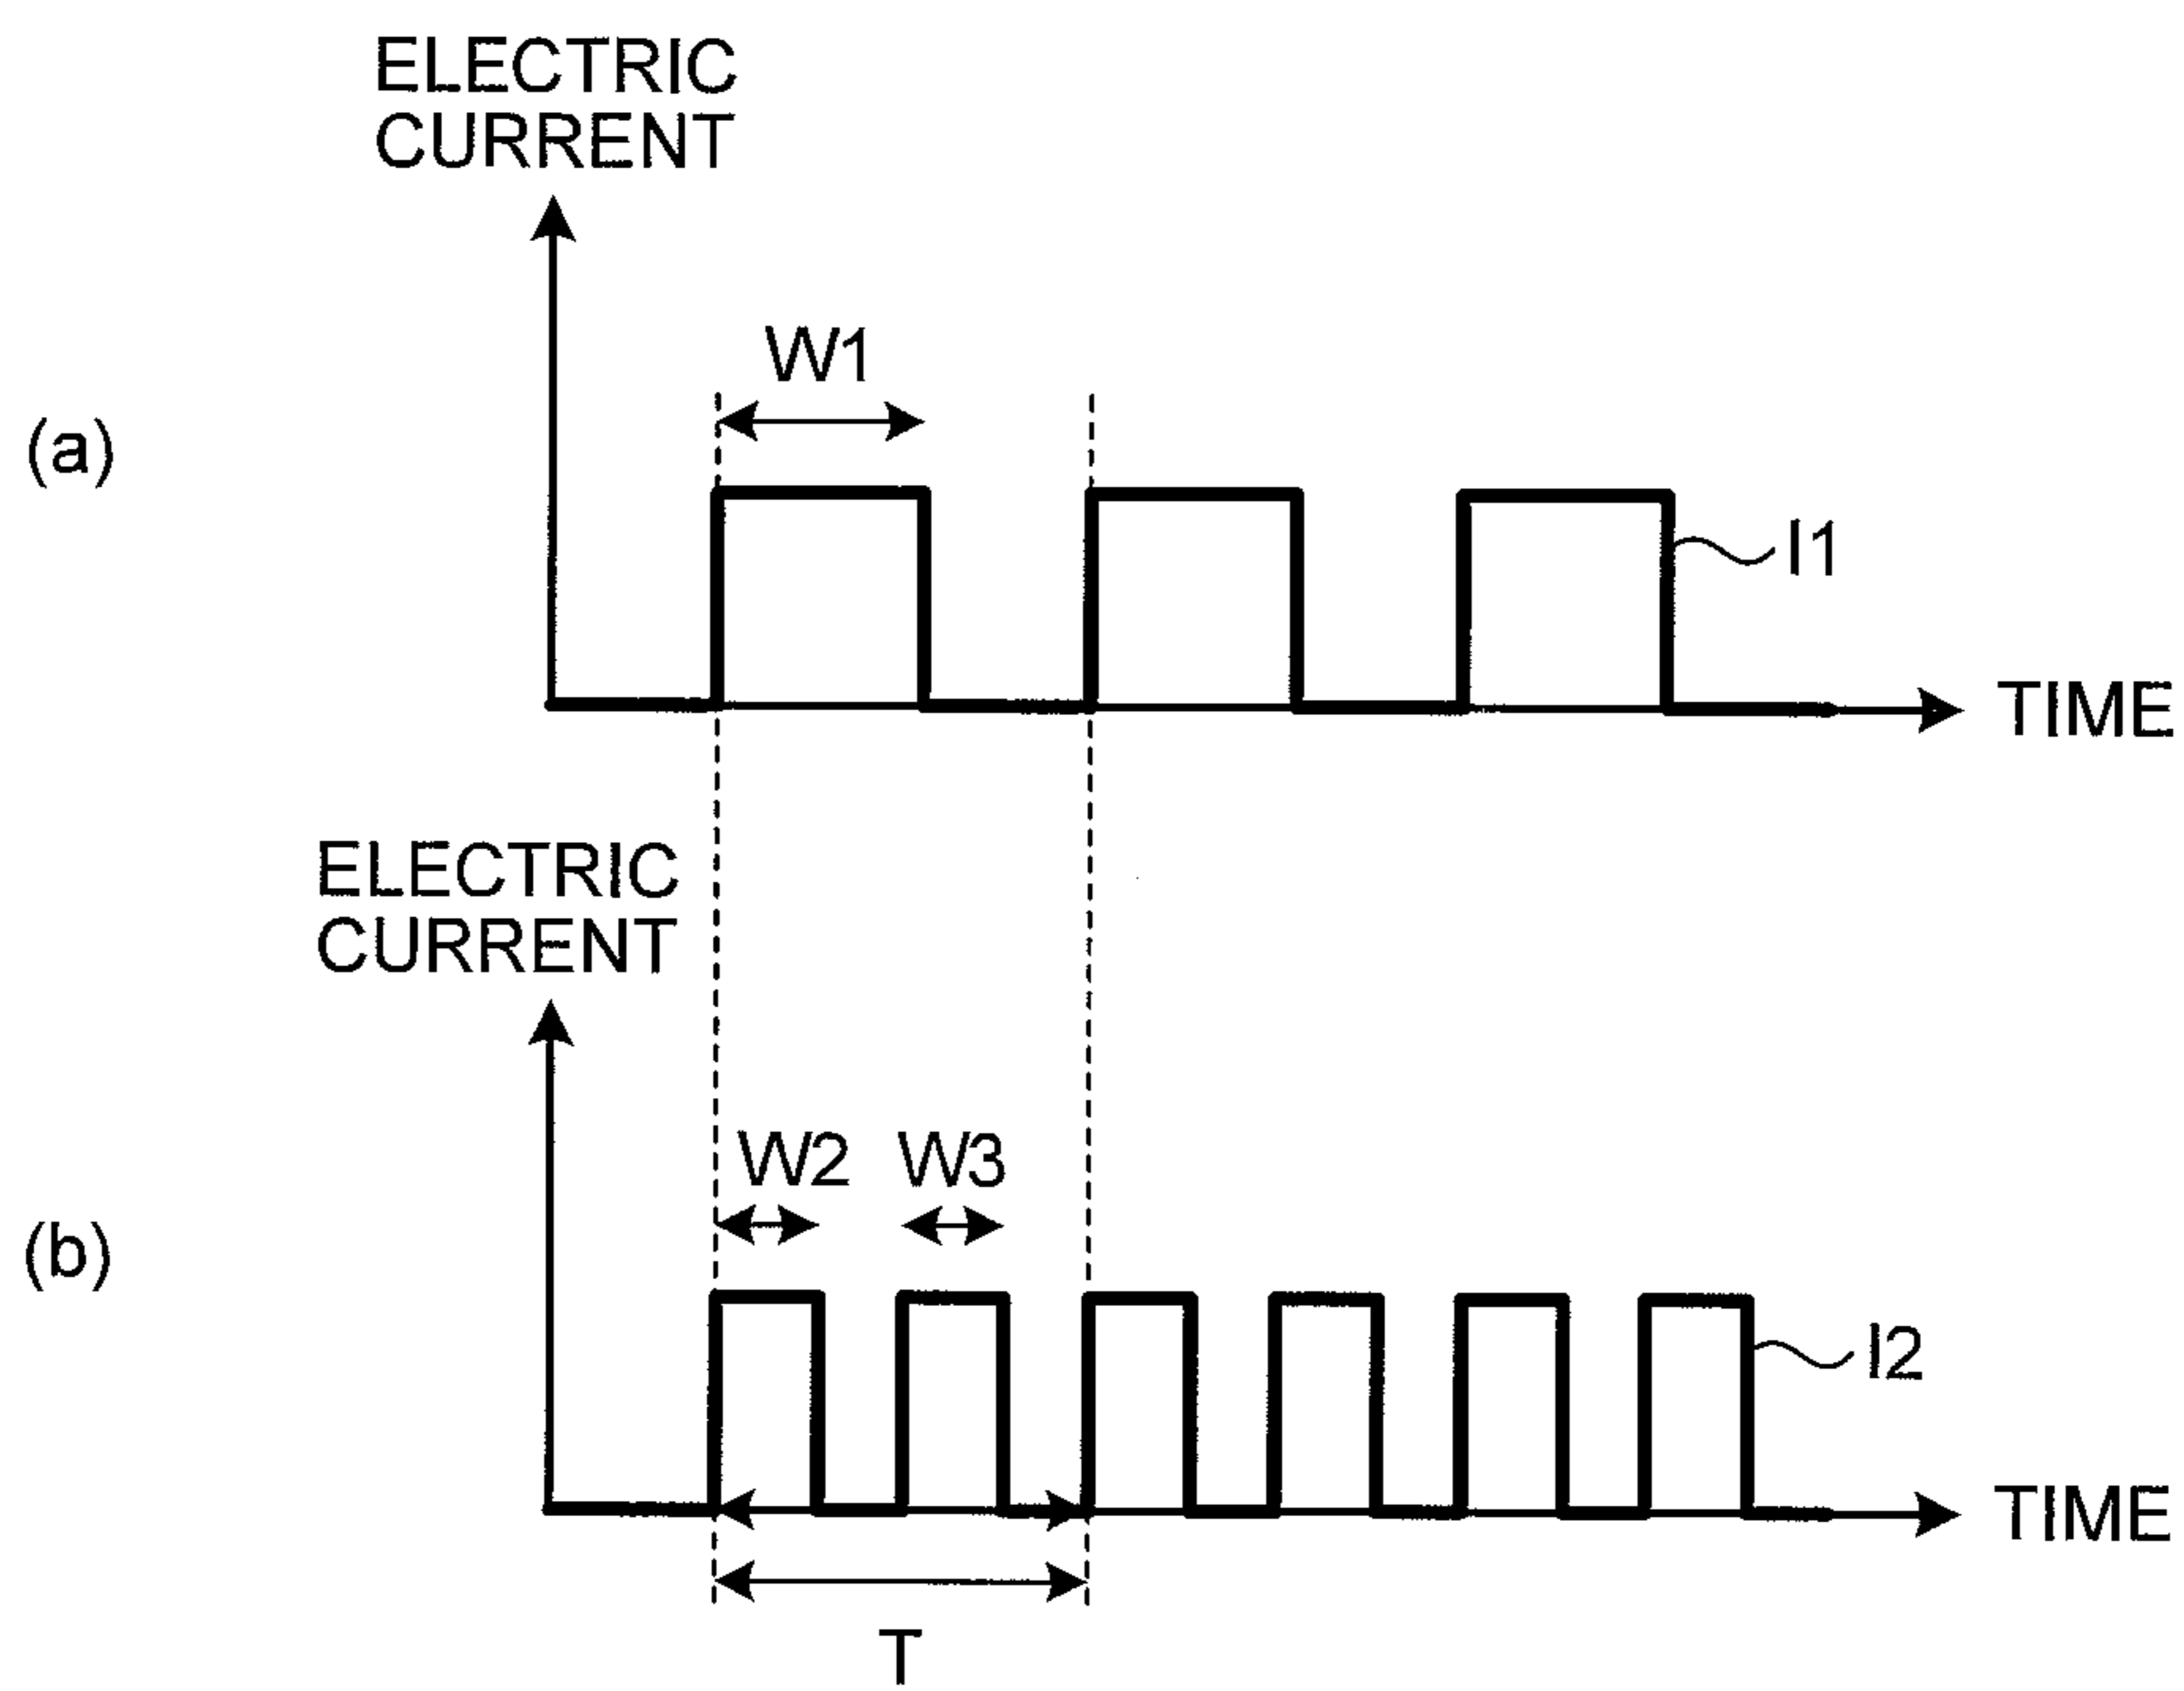 ELECTRIC
CURRENT
W1
(a)
I1
TIME
ELECTRIC
CURRENT
W2 W3
(b)
I2
TIME
T